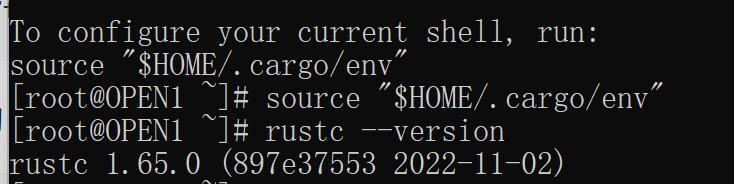 To configure your current shell, run:
source "$HOME/.cargo/env"
[root@OPEN1 ~]# source "$HOME/.cargo/env"
[root@OPEN1 ~]# rustc --version
rustc 1.65.0 (897e37553 2022-11-02)